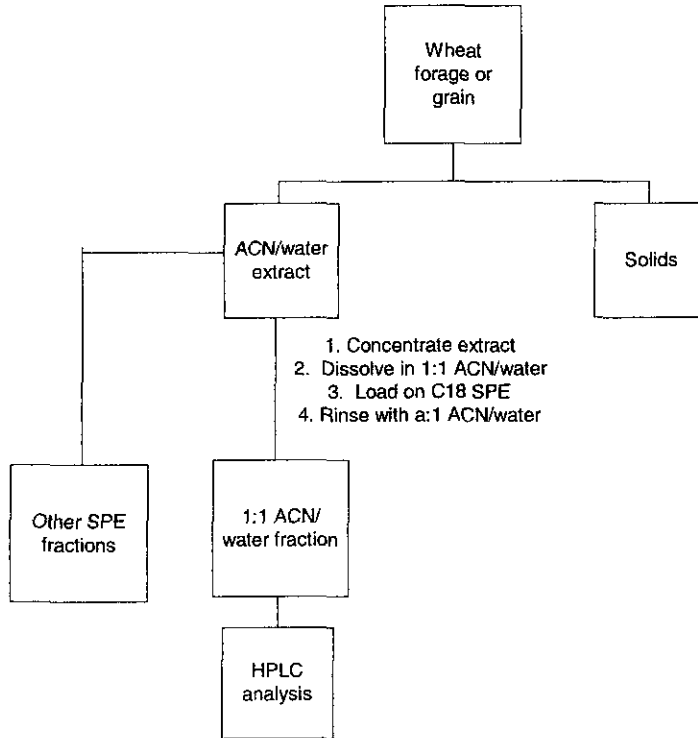 Wheat
forage or
grain
ACN/water
extract
Solids
1. Concentrate extract
2. Dissolve in 1:1 ACN/water
3. Load on C18 SPE
4. Rinse with a:1 ACN/water
Other SPE
fractions
1:1 ACN/
water fraction
HPLC
analysis